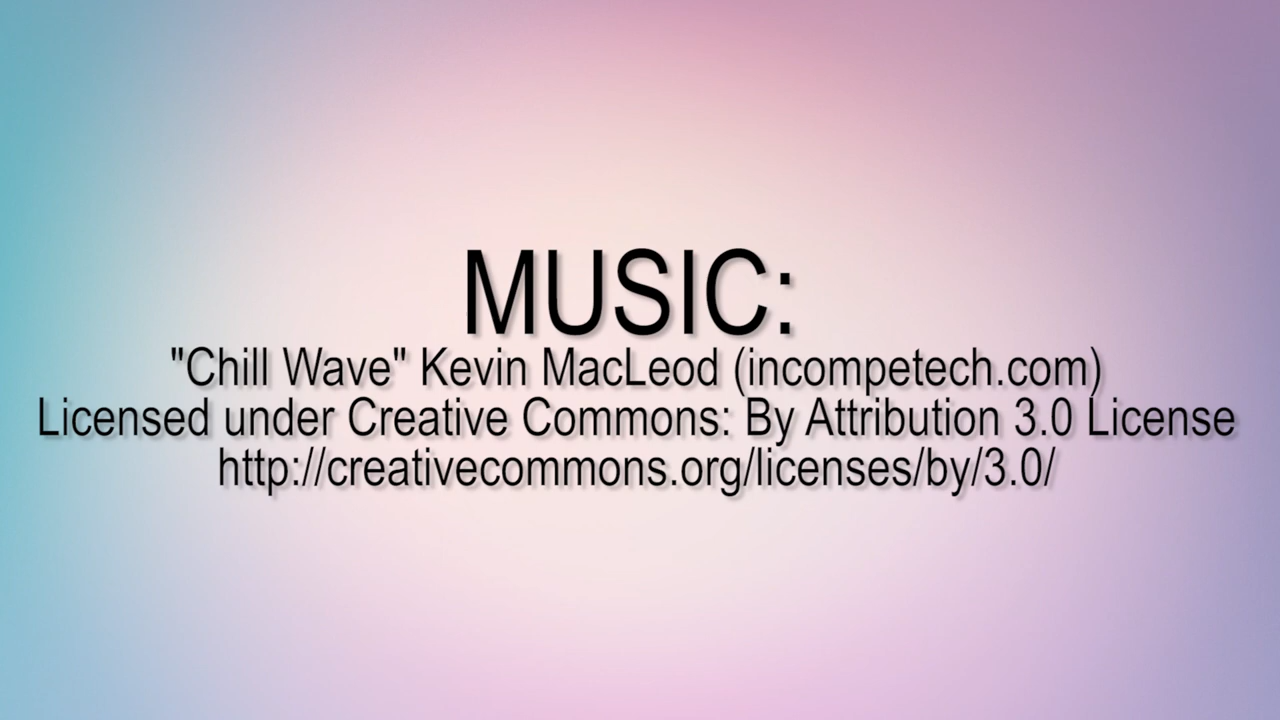 MUSIC:
"Chill Wave" Kevin MacLeod (incompetech.com)
Licensed under Creative Commons: By Attribution 3.0 License
http://creativecommons.org/licenses/by/3.0/